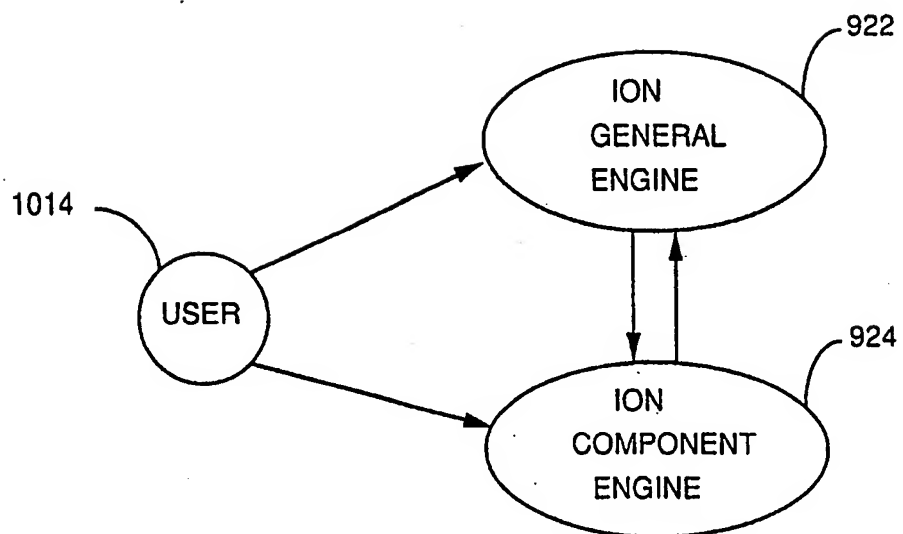 922
ION
GENERAL
ENGINE
1014
USER
924
ION
COMPONENT
ENGINE